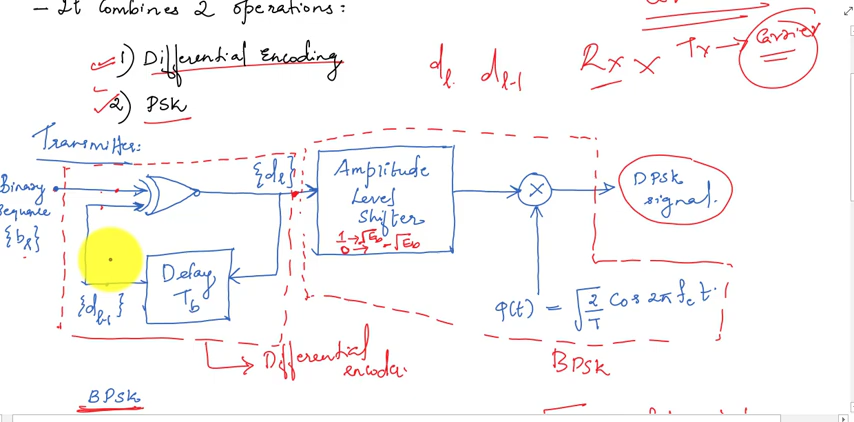 - It combines 2 operations:
1) Differential Encoding
2) PSK
dk dk-1
Rx x
Tx → Carrier
Transmitter:
Binary
sequence
{bk}
{dk}
Delay
Tb
{dk-1}
Amplitude
Level
Shifter
1 → √Eb
0 → -√Eb
×
DPSK
signal.
φ(t) = √2/T Cos 2π fc t.
Differential
encoder.
BPSK
BPSK